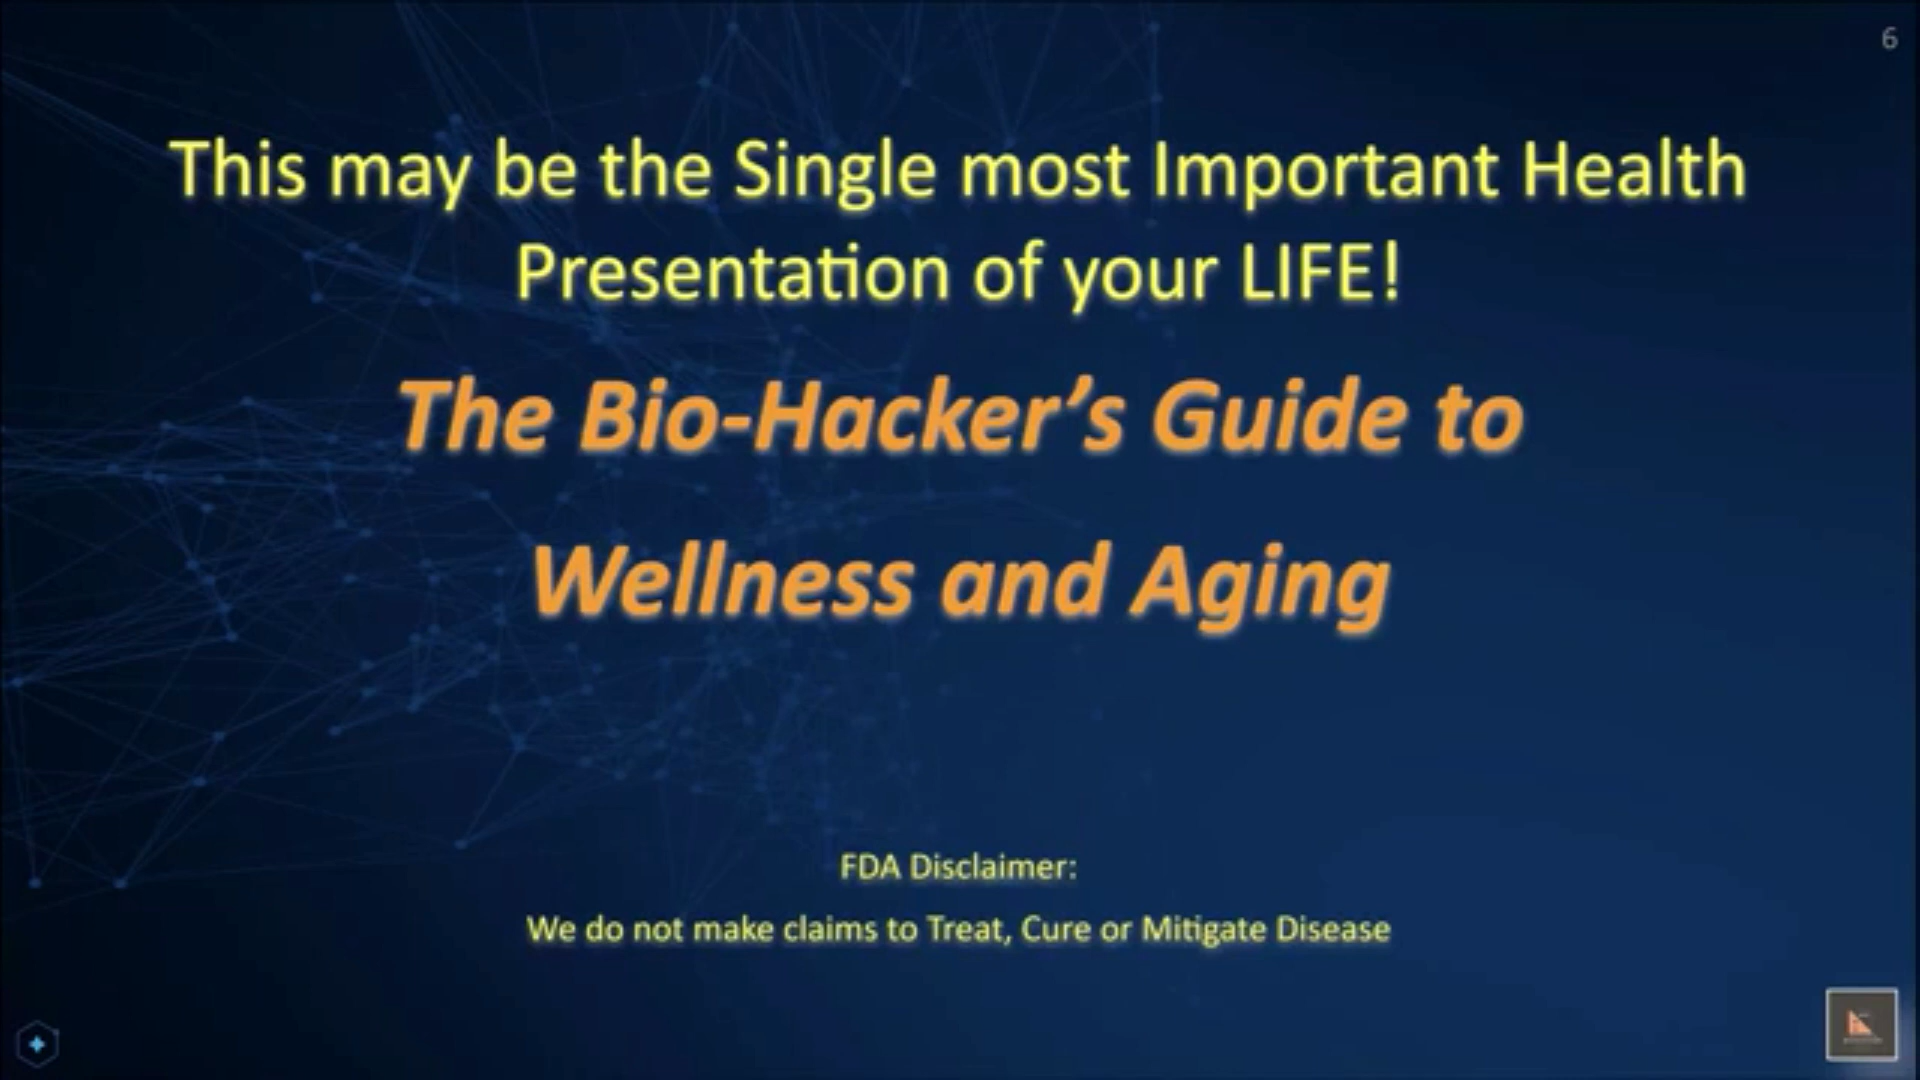 6
This may be the Single most Important Health
Presentation of your LIFE!
The Bio-Hacker’s Guide to
Wellness and Aging
FDA Disclaimer:
We do not make claims to Treat, Cure or Mitigate Disease